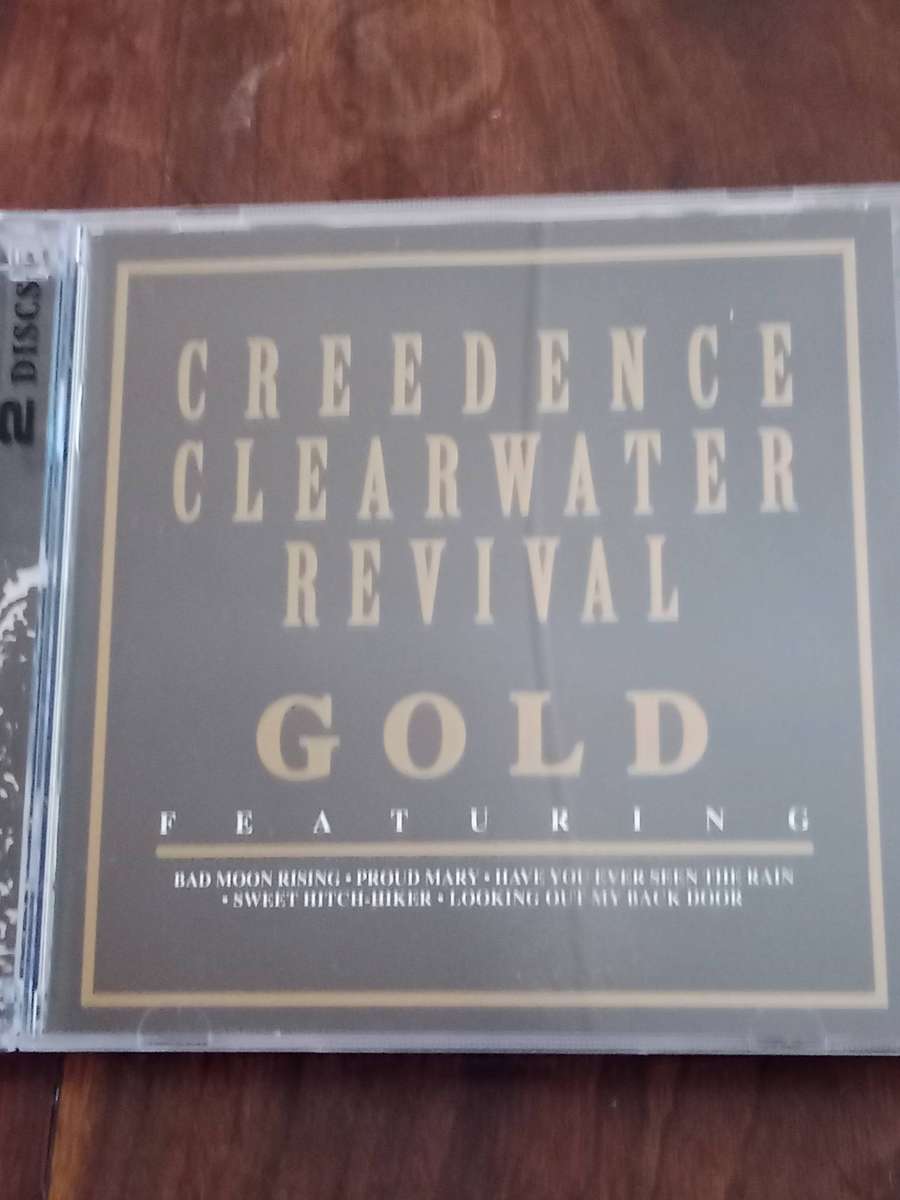 2 DISCS
CREEDENCE
CLEARWATER
REVIVAL
GOLD
FEATURING
BAD MOON RISING • PROUD MARY • HAVE YOU EVER SEEN THE RAIN
• SWEET HITCH-HIKER • LOOKING OUT MY BACK DOOR